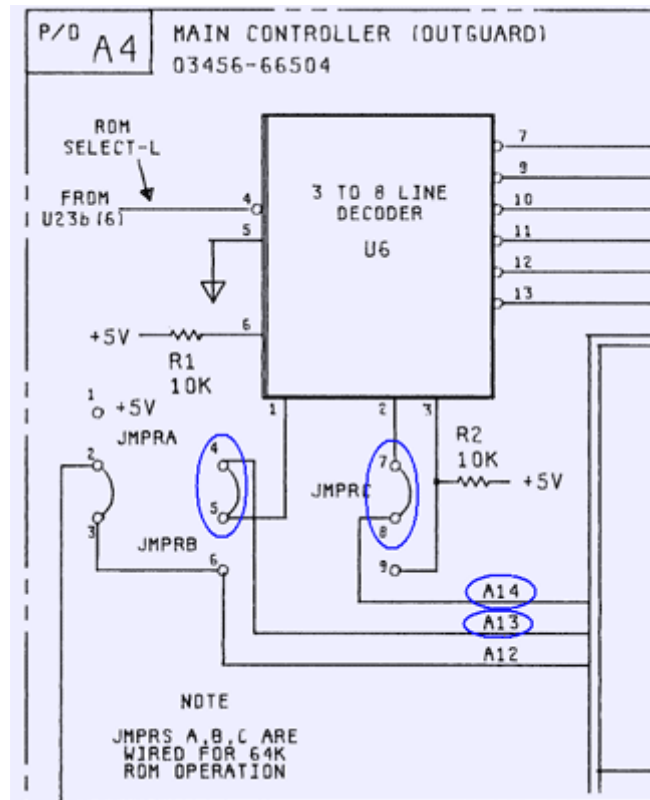 P/O A4
MAIN CONTROLLER (OUTGUARD)
03456-66504
ROM
SELECT-L
FROM
U23b(6)
3 TO 8 LINE
DECODER
U6
4
5
6
7
9
10
11
12
13
+5V
R1
10K
1
2
3
1
+5V
JMPRA
2
3
4
5
JMPRB
6
7
JMPRC
8
9
R2
10K
+5V
A14
A13
A12
NOTE
JMPRS A,B,C ARE
WIRED FOR 64K
ROM OPERATION